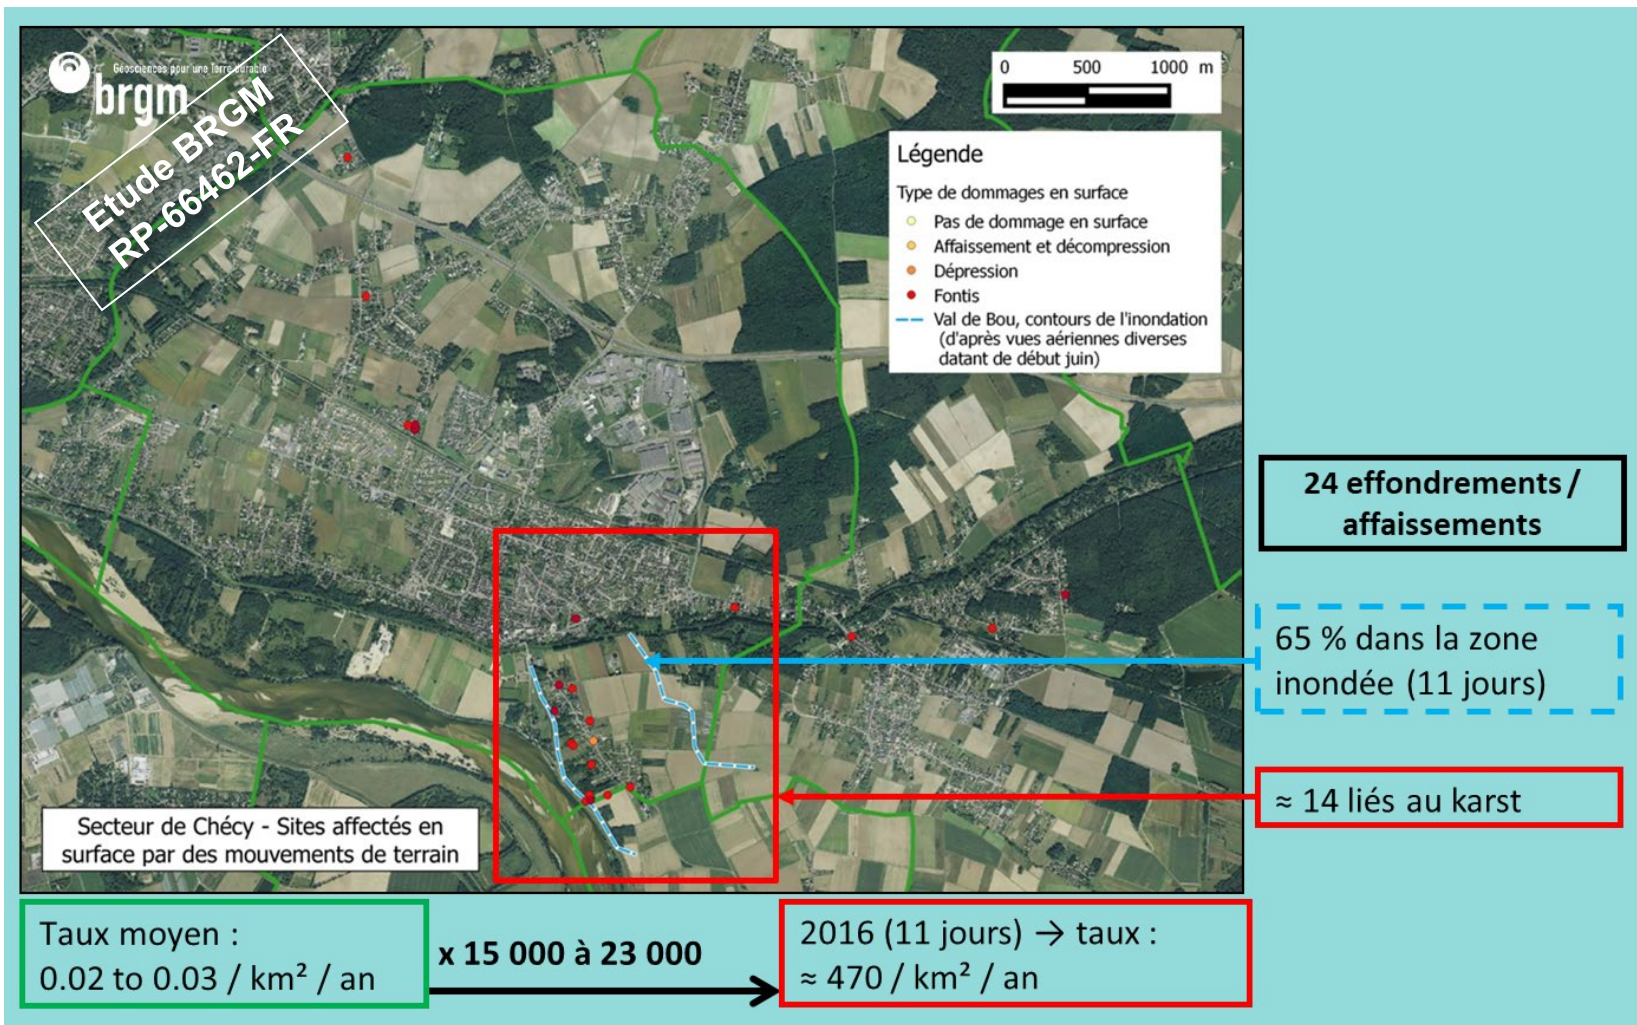 Géosciences pour une Terre durable
brgm
Etude BRGM
RP-66462-FR
0 500 1000 m
Légende
Type de dommages en surface
Pas de dommage en surface
Affaissement et décompression
Dépression
Fontis
Val de Bou, contours de l'inondation
(d'après vues aériennes diverses
datant de début juin)
24 effondrements /
affaissements
65 % dans la zone
inondée (11 jours)
≈ 14 liés au karst
Secteur de Chécy - Sites affectés en
surface par des mouvements de terrain
Taux moyen :
0.02 to 0.03 / km² / an
x 15 000 à 23 000
2016 (11 jours) → taux :
≈ 470 / km² / an